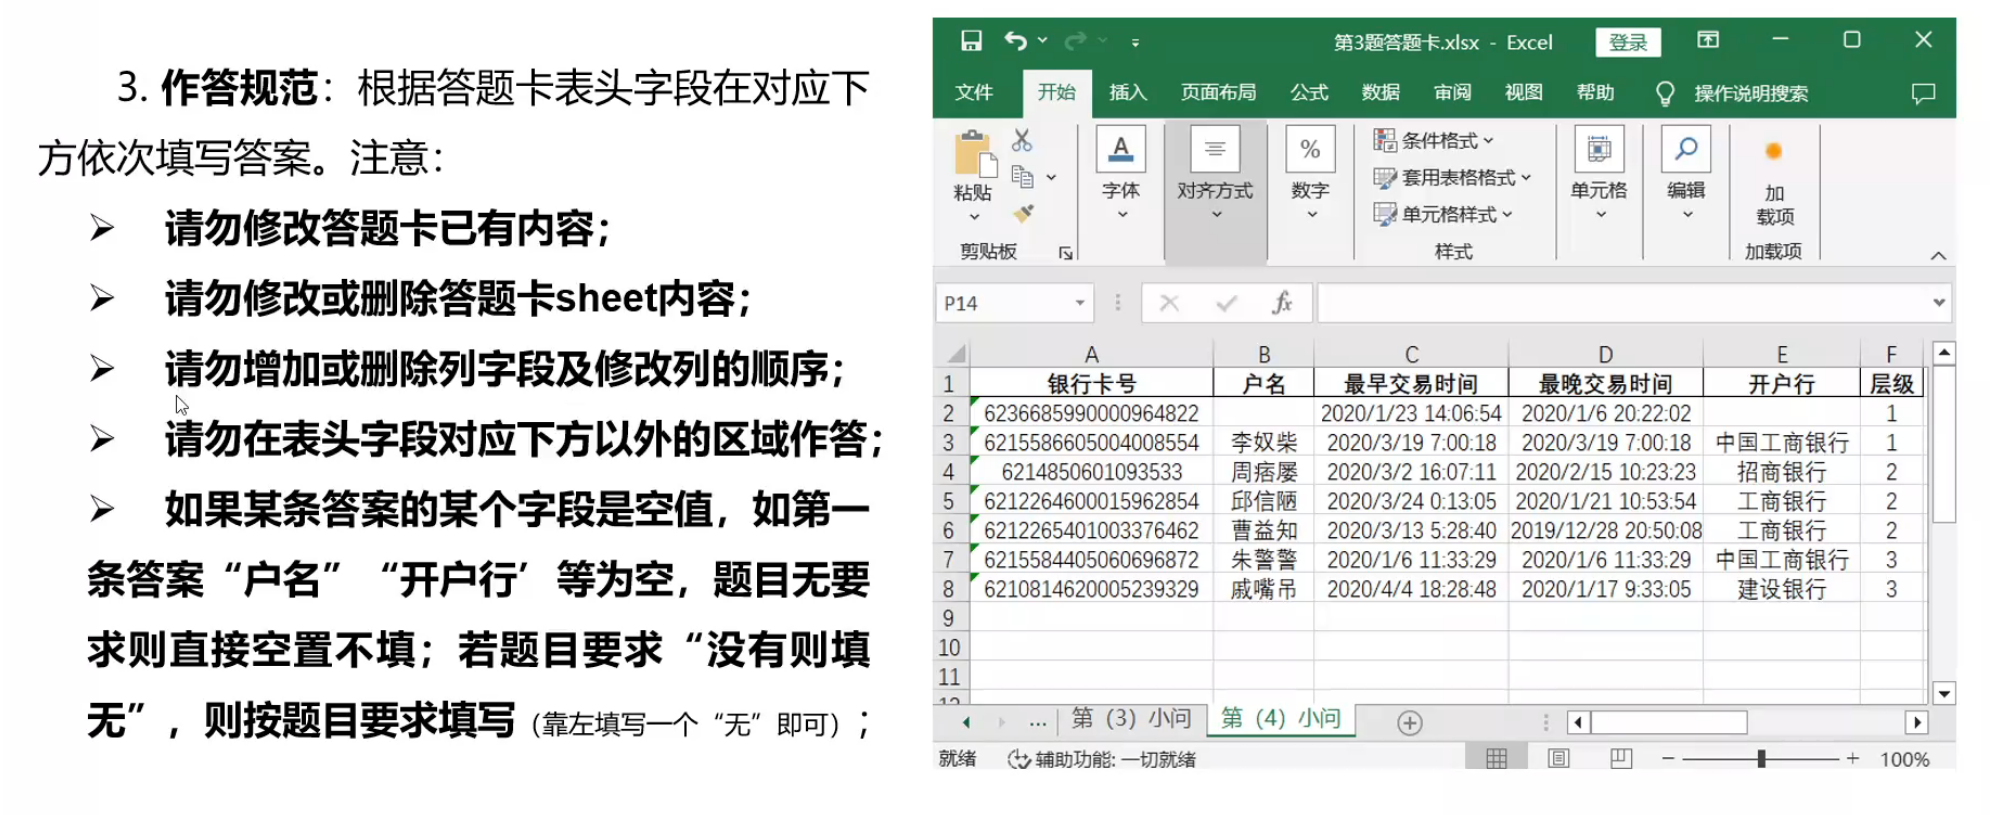 3. 作答规范：根据答题卡表头字段在对应下
方依次填写答案。注意：
➢ 请勿修改答题卡已有内容；
➢ 请勿修改或删除答题卡sheet内容；
➢ 请勿增加或删除列字段及修改列的顺序；
➢ 请勿在表头字段对应下方以外的区域作答；
➢ 如果某条答案的某个字段是空值，如第一
条答案“户名”“开户行’等为空，题目无要
求则直接空置不填；若题目要求“没有则填
无”，则按题目要求填写（靠左填写一个“无”即可）；
第3题答题卡.xlsx - Excel 登录
文件 开始 插入 页面布局 公式 数据 审阅 视图 帮助 操作说明搜索
粘贴 字体 对齐方式 数字 条件格式 套用表格格式 单元格样式 单元格 编辑 加载项
剪贴板 样式 加载项
P14 fx
A B C D E F
1 银行卡号 户名 最早交易时间 最晚交易时间 开户行 层级
2 6236685990000964822 2020/1/23 14:06:54 2020/1/6 20:22:02 1
3 6215586605004008554 李奴柴 2020/3/19 7:00:18 2020/3/19 7:00:18 中国工商银行 1
4 6214850601093533 周痞屡 2020/3/2 16:07:11 2020/2/15 10:23:23 招商银行 2
5 6212264600015962854 邱信陋 2020/3/24 0:13:05 2020/1/21 10:53:54 工商银行 2
6 6212265401003376462 曹益知 2020/3/13 5:28:40 2019/12/28 20:50:08 工商银行 2
7 6215584405060696872 朱警警 2020/1/6 11:33:29 2020/1/6 11:33:29 中国工商银行 3
8 6210814620005239329 戚嘴吊 2020/4/4 18:28:48 2020/1/17 9:33:05 建设银行 3
9
10
11
... 第（3）小问 第（4）小问
就绪 辅助功能: 一切就绪 100%